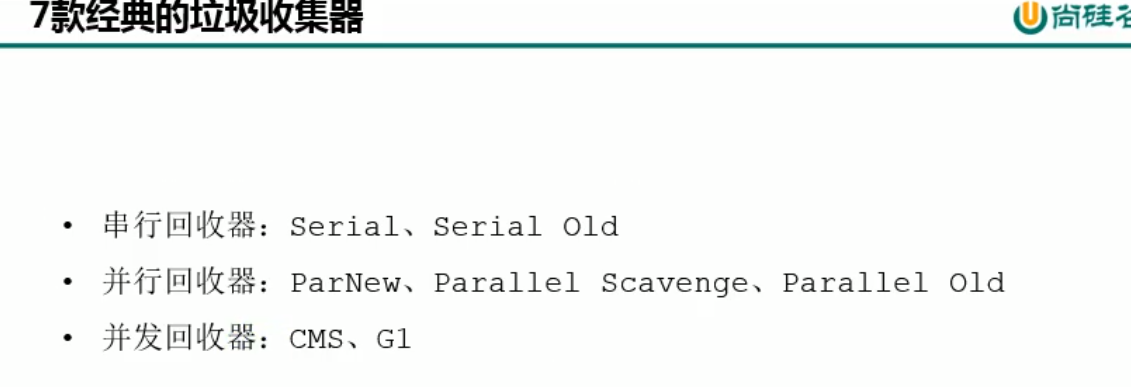 7款经典的垃圾收集器
尚硅谷
• 串行回收器：Serial、Serial Old
• 并行回收器：ParNew、Parallel Scavenge、Parallel Old
• 并发回收器：CMS、G1